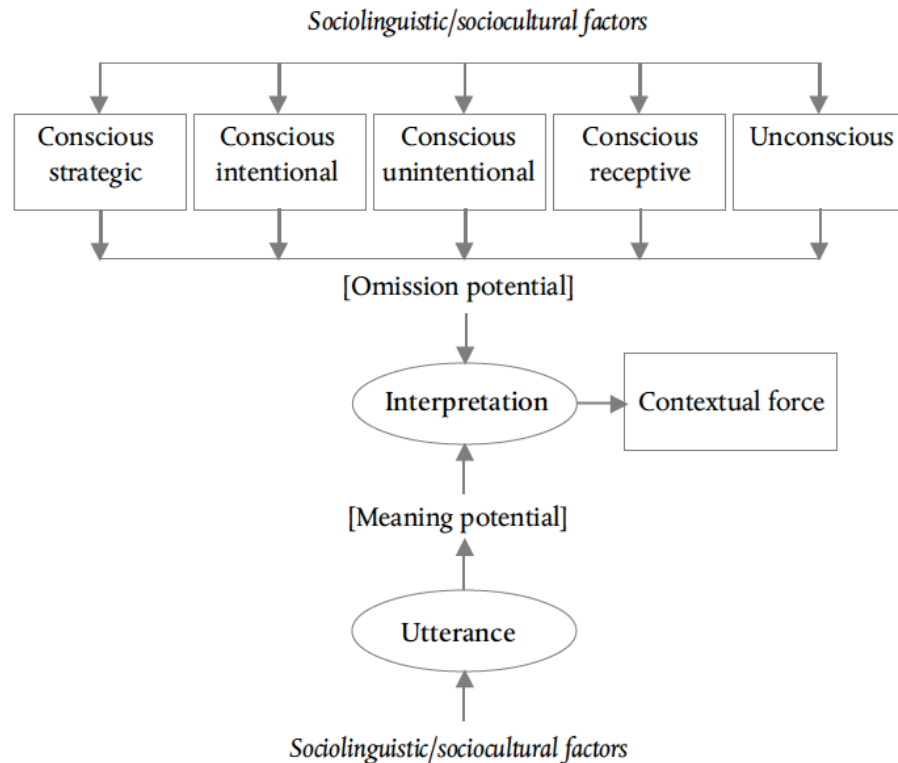 Sociolinguistic/sociocultural factors
Conscious strategic
Conscious intentional
Conscious unintentional
Conscious receptive
Unconscious
[Omission potential]
Interpretation
Contextual force
[Meaning potential]
Utterance
Sociolinguistic/sociocultural factors